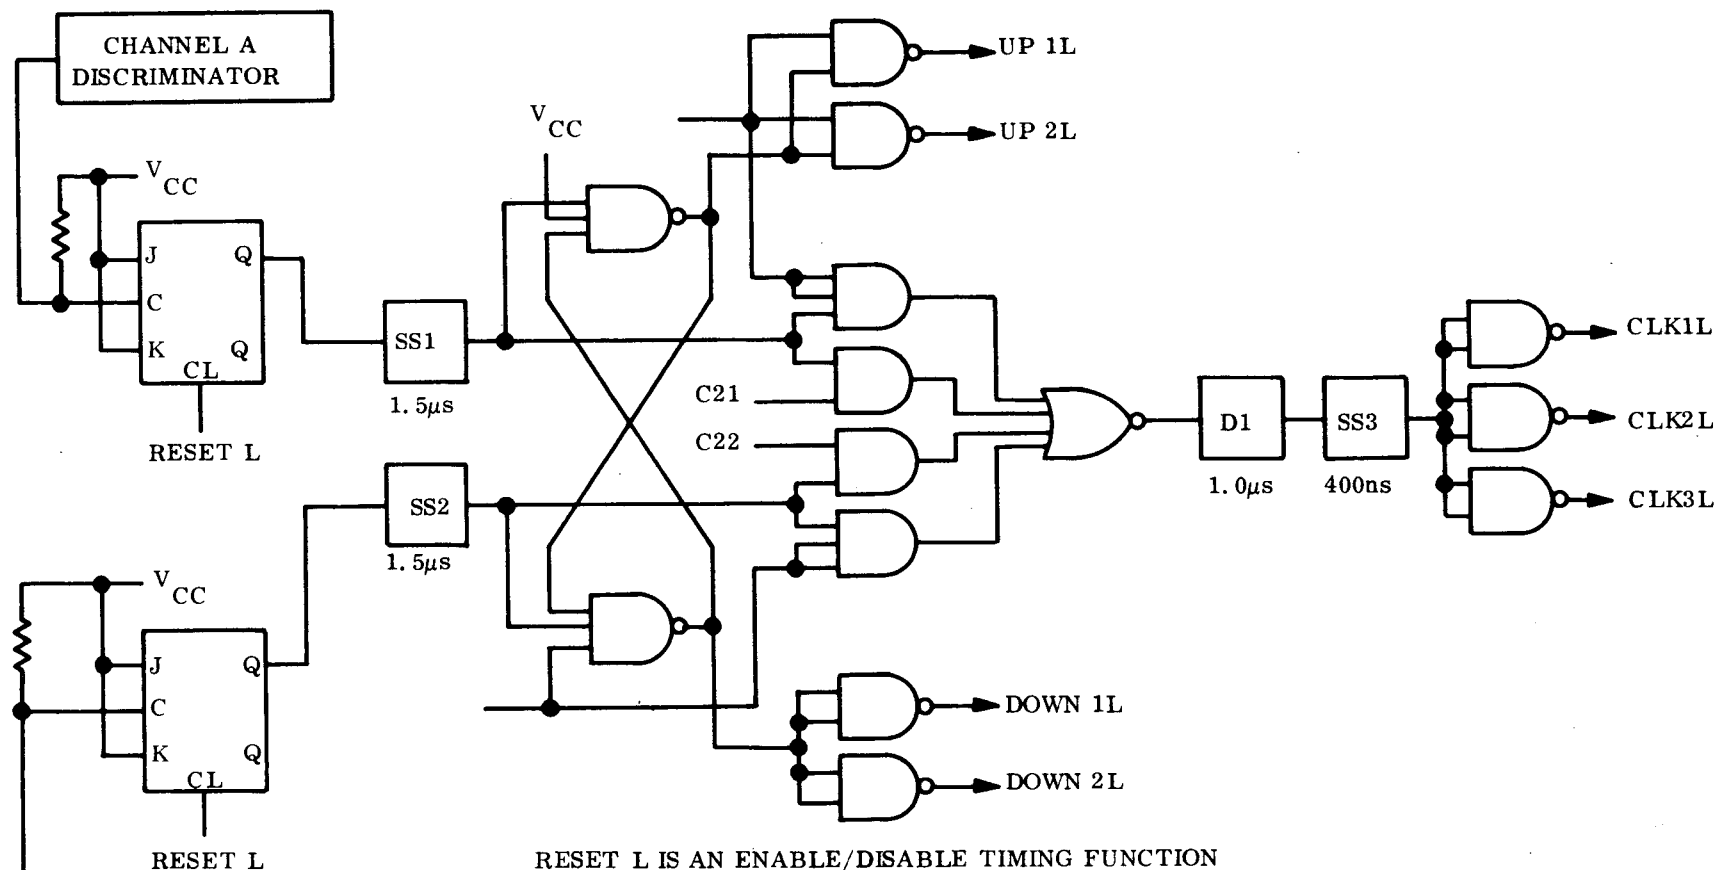 CHANNEL A
DISCRIMINATOR
UP 1L
UP 2L
VCC
VCC
J
Q
C
K
Q
CL
RESET L
SS1
1.5μs
C21
C22
SS2
1.5μs
D1
1.0μs
SS3
400ns
CLK1L
CLK2L
CLK3L
VCC
J
Q
C
K
Q
CL
RESET L
DOWN 1L
DOWN 2L
RESET L IS AN ENABLE/DISABLE TIMING FUNCTION